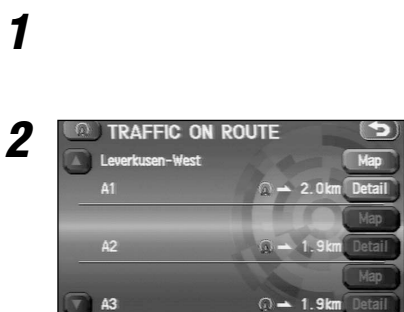 1
2
TRAFFIC ON ROUTE
Leverkusen-West Map
A1 2.0km Detail
Map
A2 1.9km Detail
Map
A3 1.9km Detail